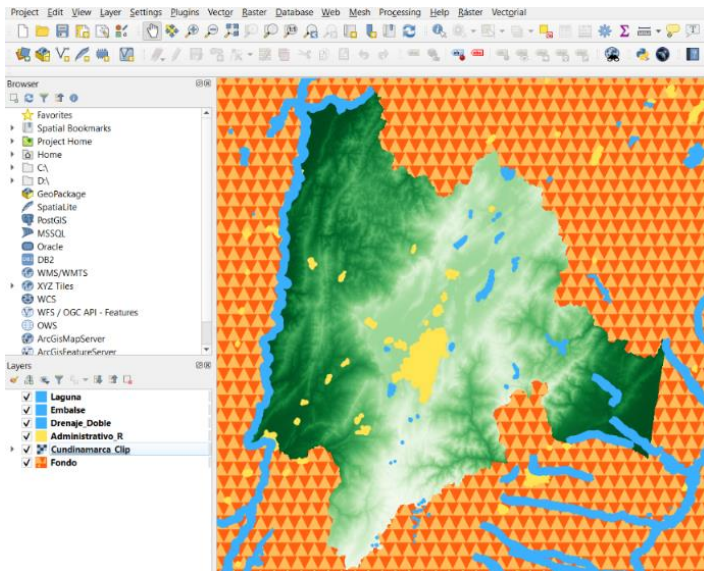 Project Edit View Layer Settings Plugins Vector Raster Database Web Mesh Processing Help Ráster Vectorial
Browser
Favorites
Spatial Bookmarks
Project Home
Home
C:\
D:\
GeoPackage
SpatiaLite
PostGIS
MSSQL
Oracle
DB2
WMS/WMTS
XYZ Tiles
WCS
WFS / OGC API - Features
OWS
ArcGisMapServer
ArcGisFeatureServer
Layers
Laguna
Embalse
Drenaje_Doble
Administrativo_R
Cundinamarca_Clip
Fondo